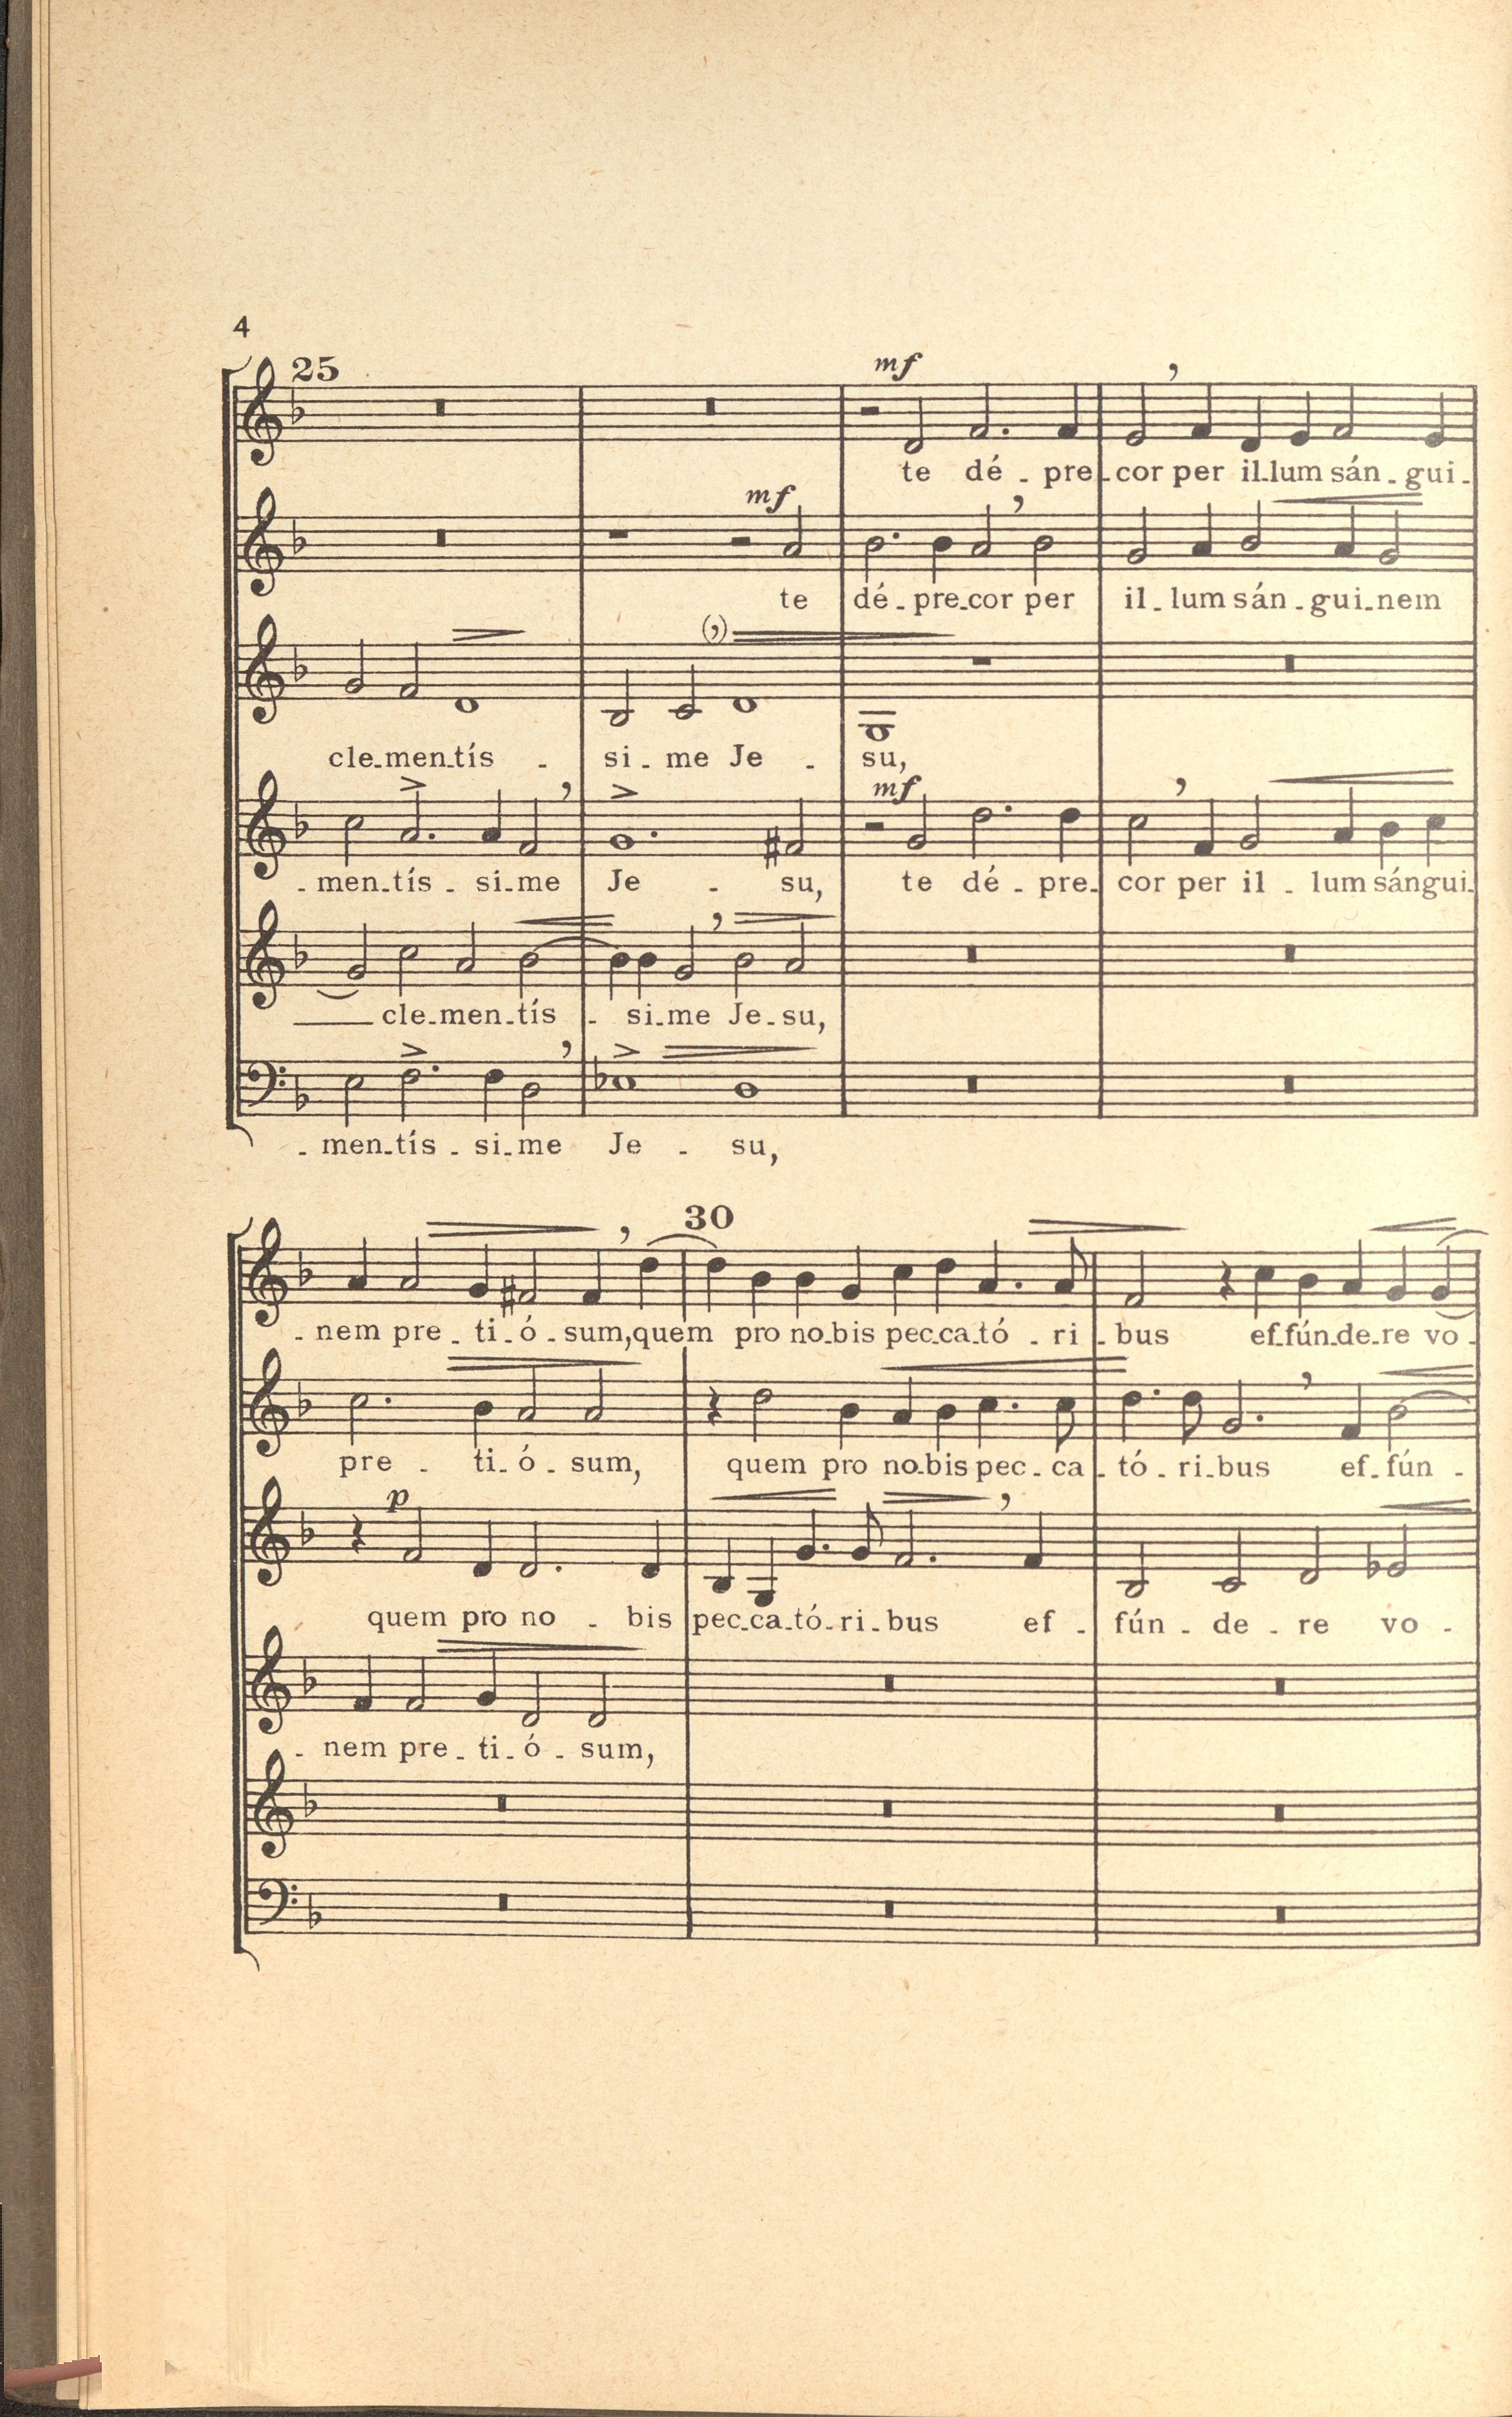 4
25
mf
te dé - pre - cor per il - lum sán - gui -
mf
te dé - pre - cor per il - lum sán - gui - nem
cle - men - tís - si - me Je - su,
mf
- men - tís - si - me Je - su, te dé - pre - cor per il - lum sán gui -
cle - men - tís - si - me Je - su,
- men - tís - si - me Je - su,
30
- nem pre - ti - ó - sum, quem pro no - bis pec - ca - tó - ri - bus ef - fún - de - re vo -
pre - ti - ó - sum, quem pro no - bis pec - ca - tó - ri - bus ef - fún -
p
quem pro no - bis pec - ca - tó - ri - bus ef - fún - de - re vo -
- nem pre - ti - ó - sum,